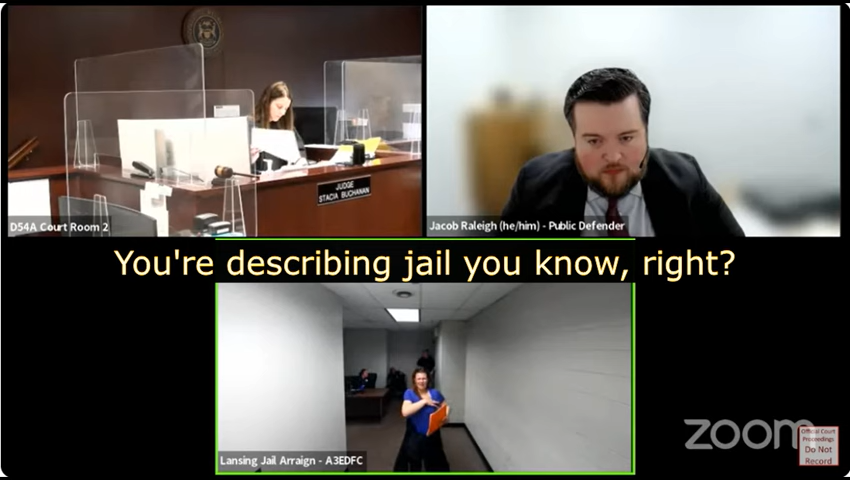 JUDGE
STACIA BUCHANAN
D54A Court Room 2
Jacob Raleigh (he/him) - Public Defender
You're describing jail you know, right?
Lansing Jail Arraign - A3EDFC
zoom
Official Court
Proceedings
Do Not
Record